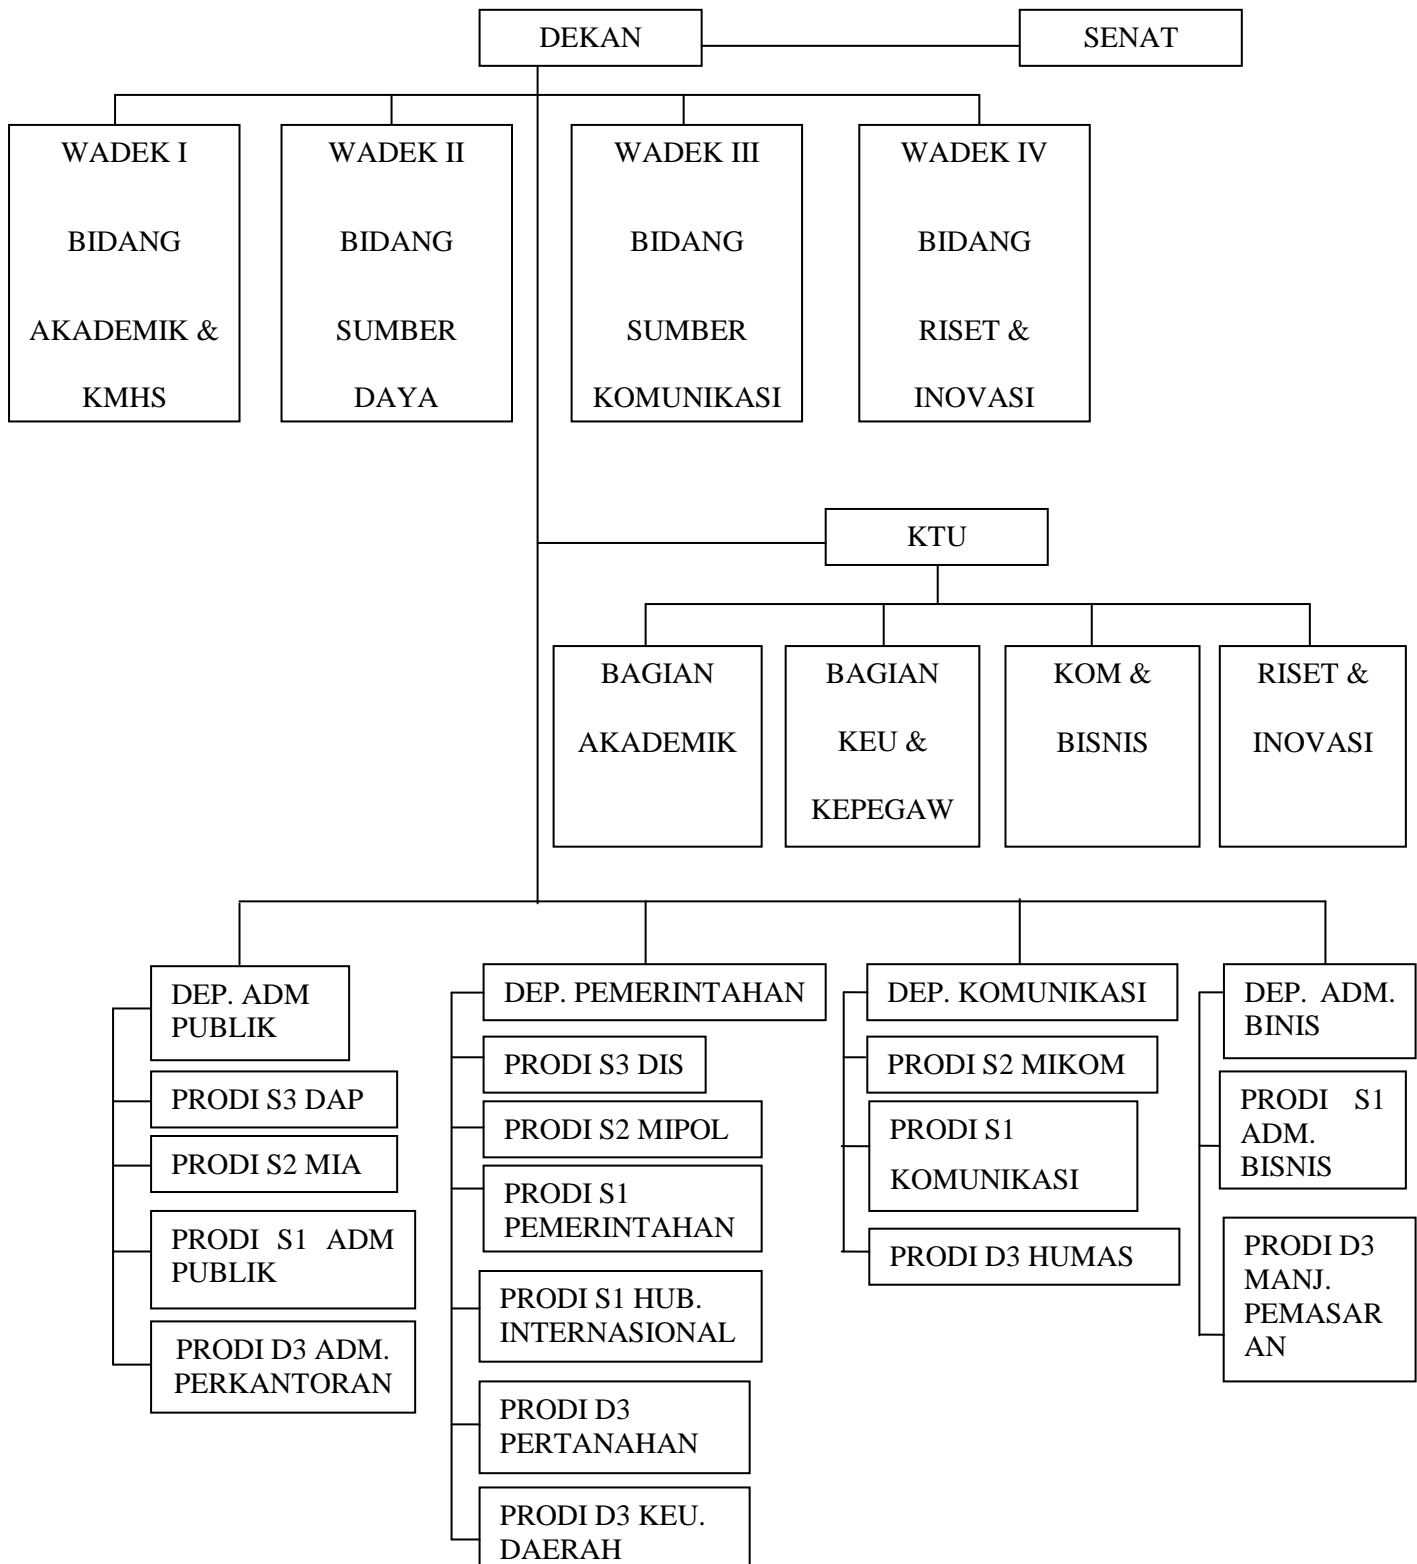 DEKAN
SENAT
WADEK I
BIDANG
AKADEMIK &
KMHS
WADEK II
BIDANG
SUMBER
DAYA
WADEK III
BIDANG
SUMBER
KOMUNIKASI
WADEK IV
BIDANG
RISET &
INOVASI
KTU
BAGIAN
AKADEMIK
BAGIAN
KEU &
KEPEGAW
KOM &
BISNIS
RISET &
INOVASI
DEP. ADM
PUBLIK
PRODI S3 DAP
PRODI S2 MIA
PRODI S1 ADM
PUBLIK
PRODI D3 ADM.
PERKANTORAN
DEP. PEMERINTAHAN
PRODI S3 DIS
PRODI S2 MIPOL
PRODI S1
PEMERINTAHAN
PRODI S1 HUB.
INTERNASIONAL
PRODI D3
PERTANAHAN
PRODI D3 KEU.
DAERAH
DEP. KOMUNIKASI
PRODI S2 MIKOM
PRODI S1
KOMUNIKASI
PRODI D3 HUMAS
DEP. ADM.
BINIS
PRODI S1
ADM.
BISNIS
PRODI D3
MANJ.
PEMASAR
AN